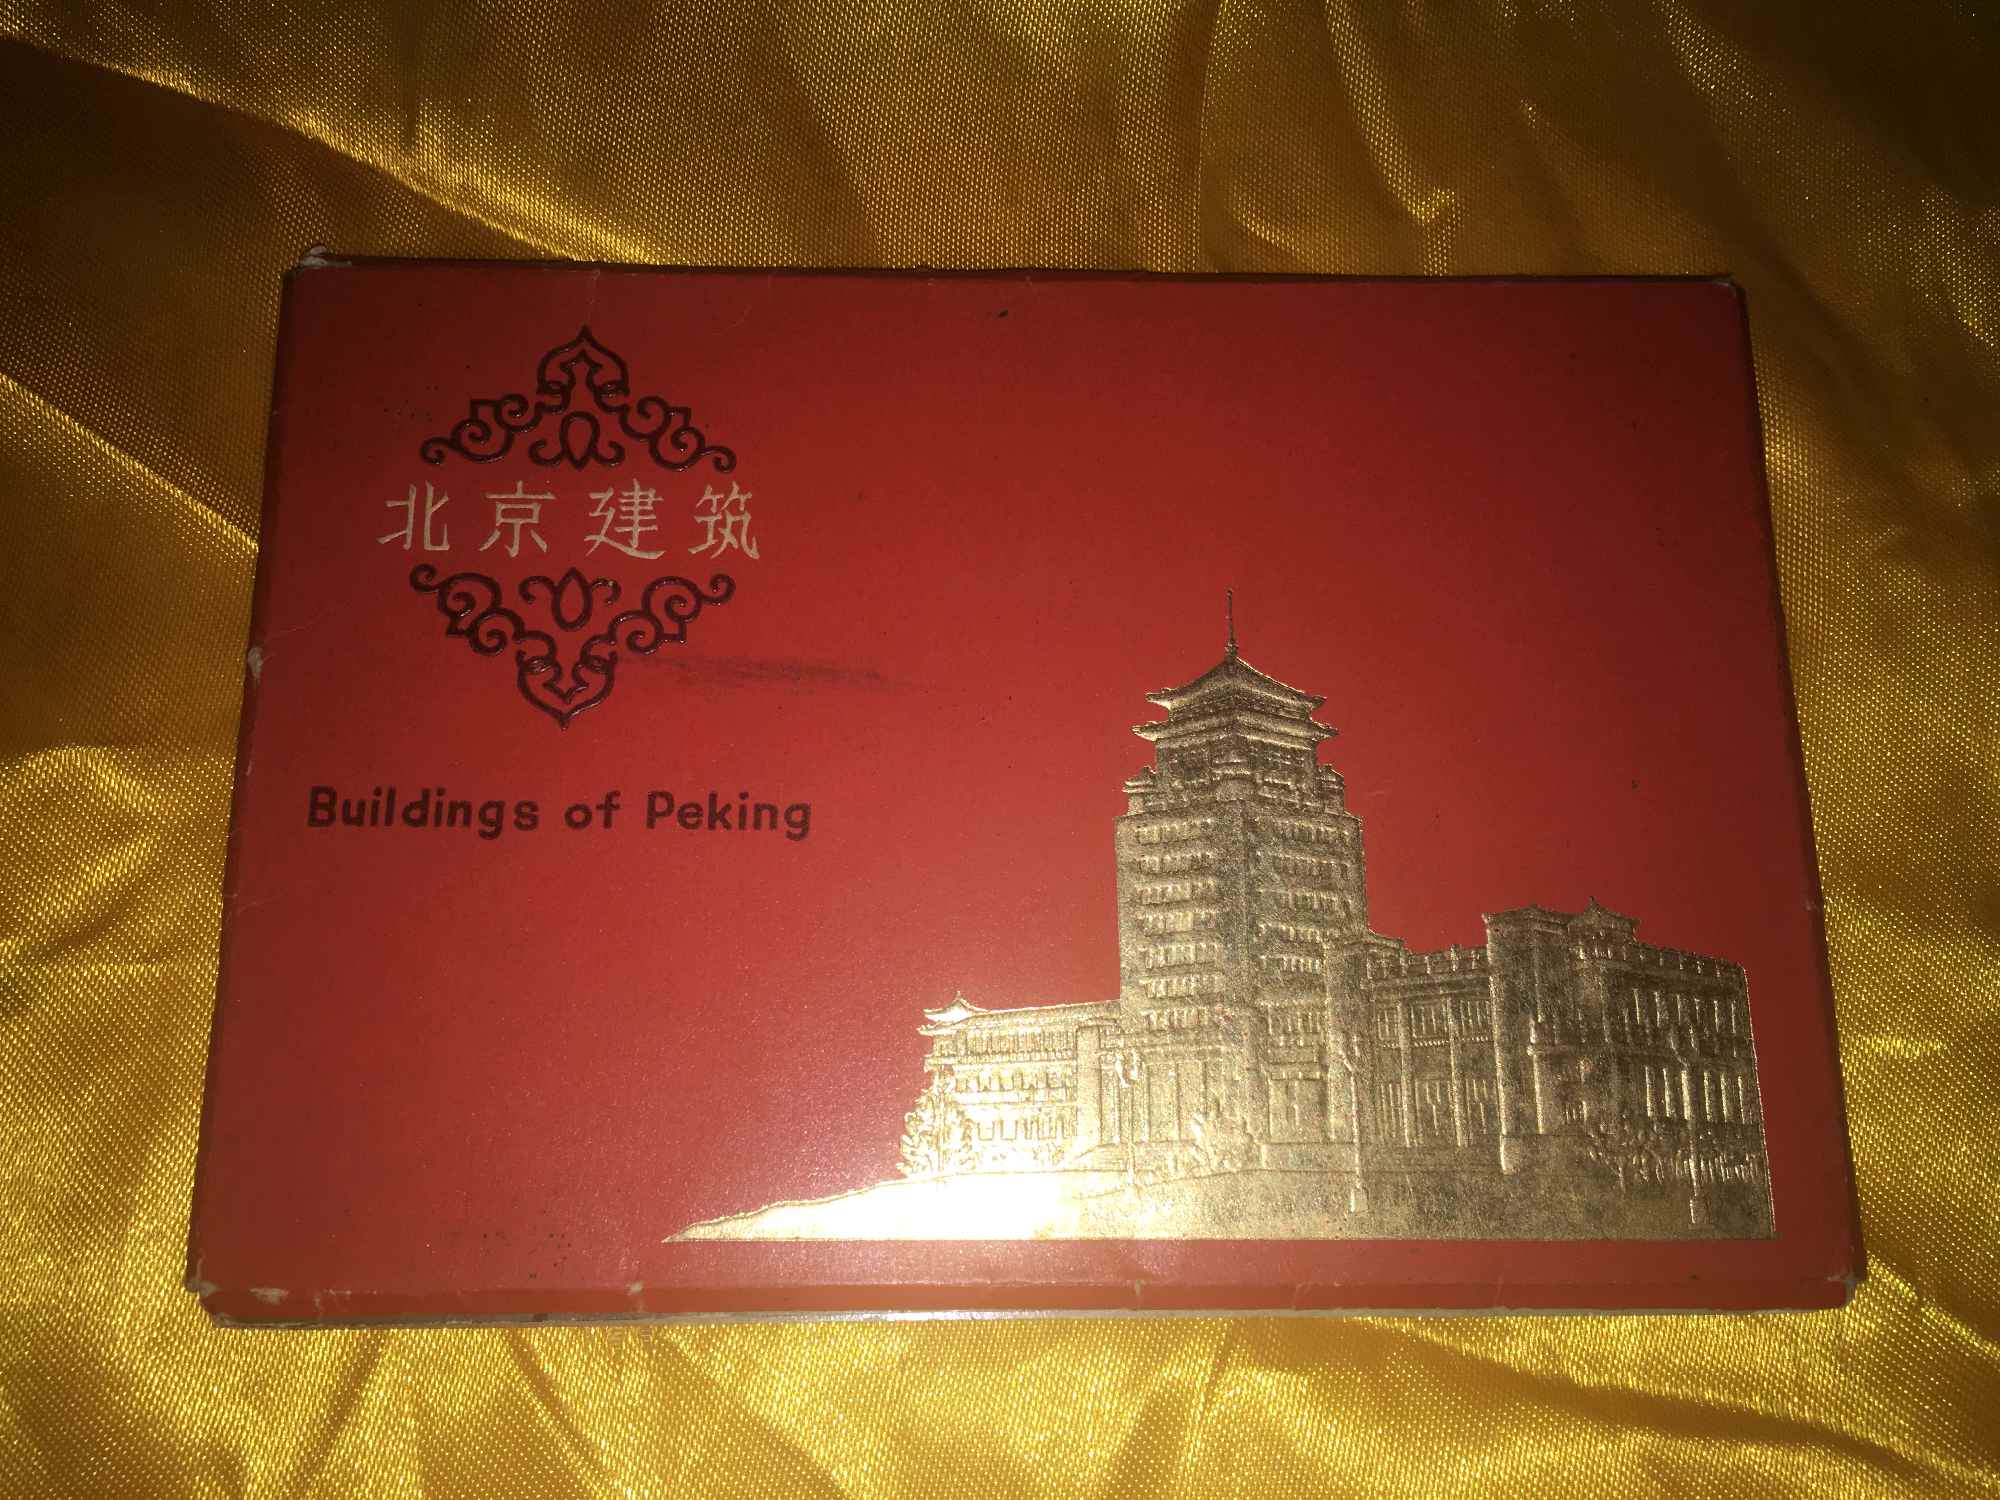 北京建筑
Buildings of Peking